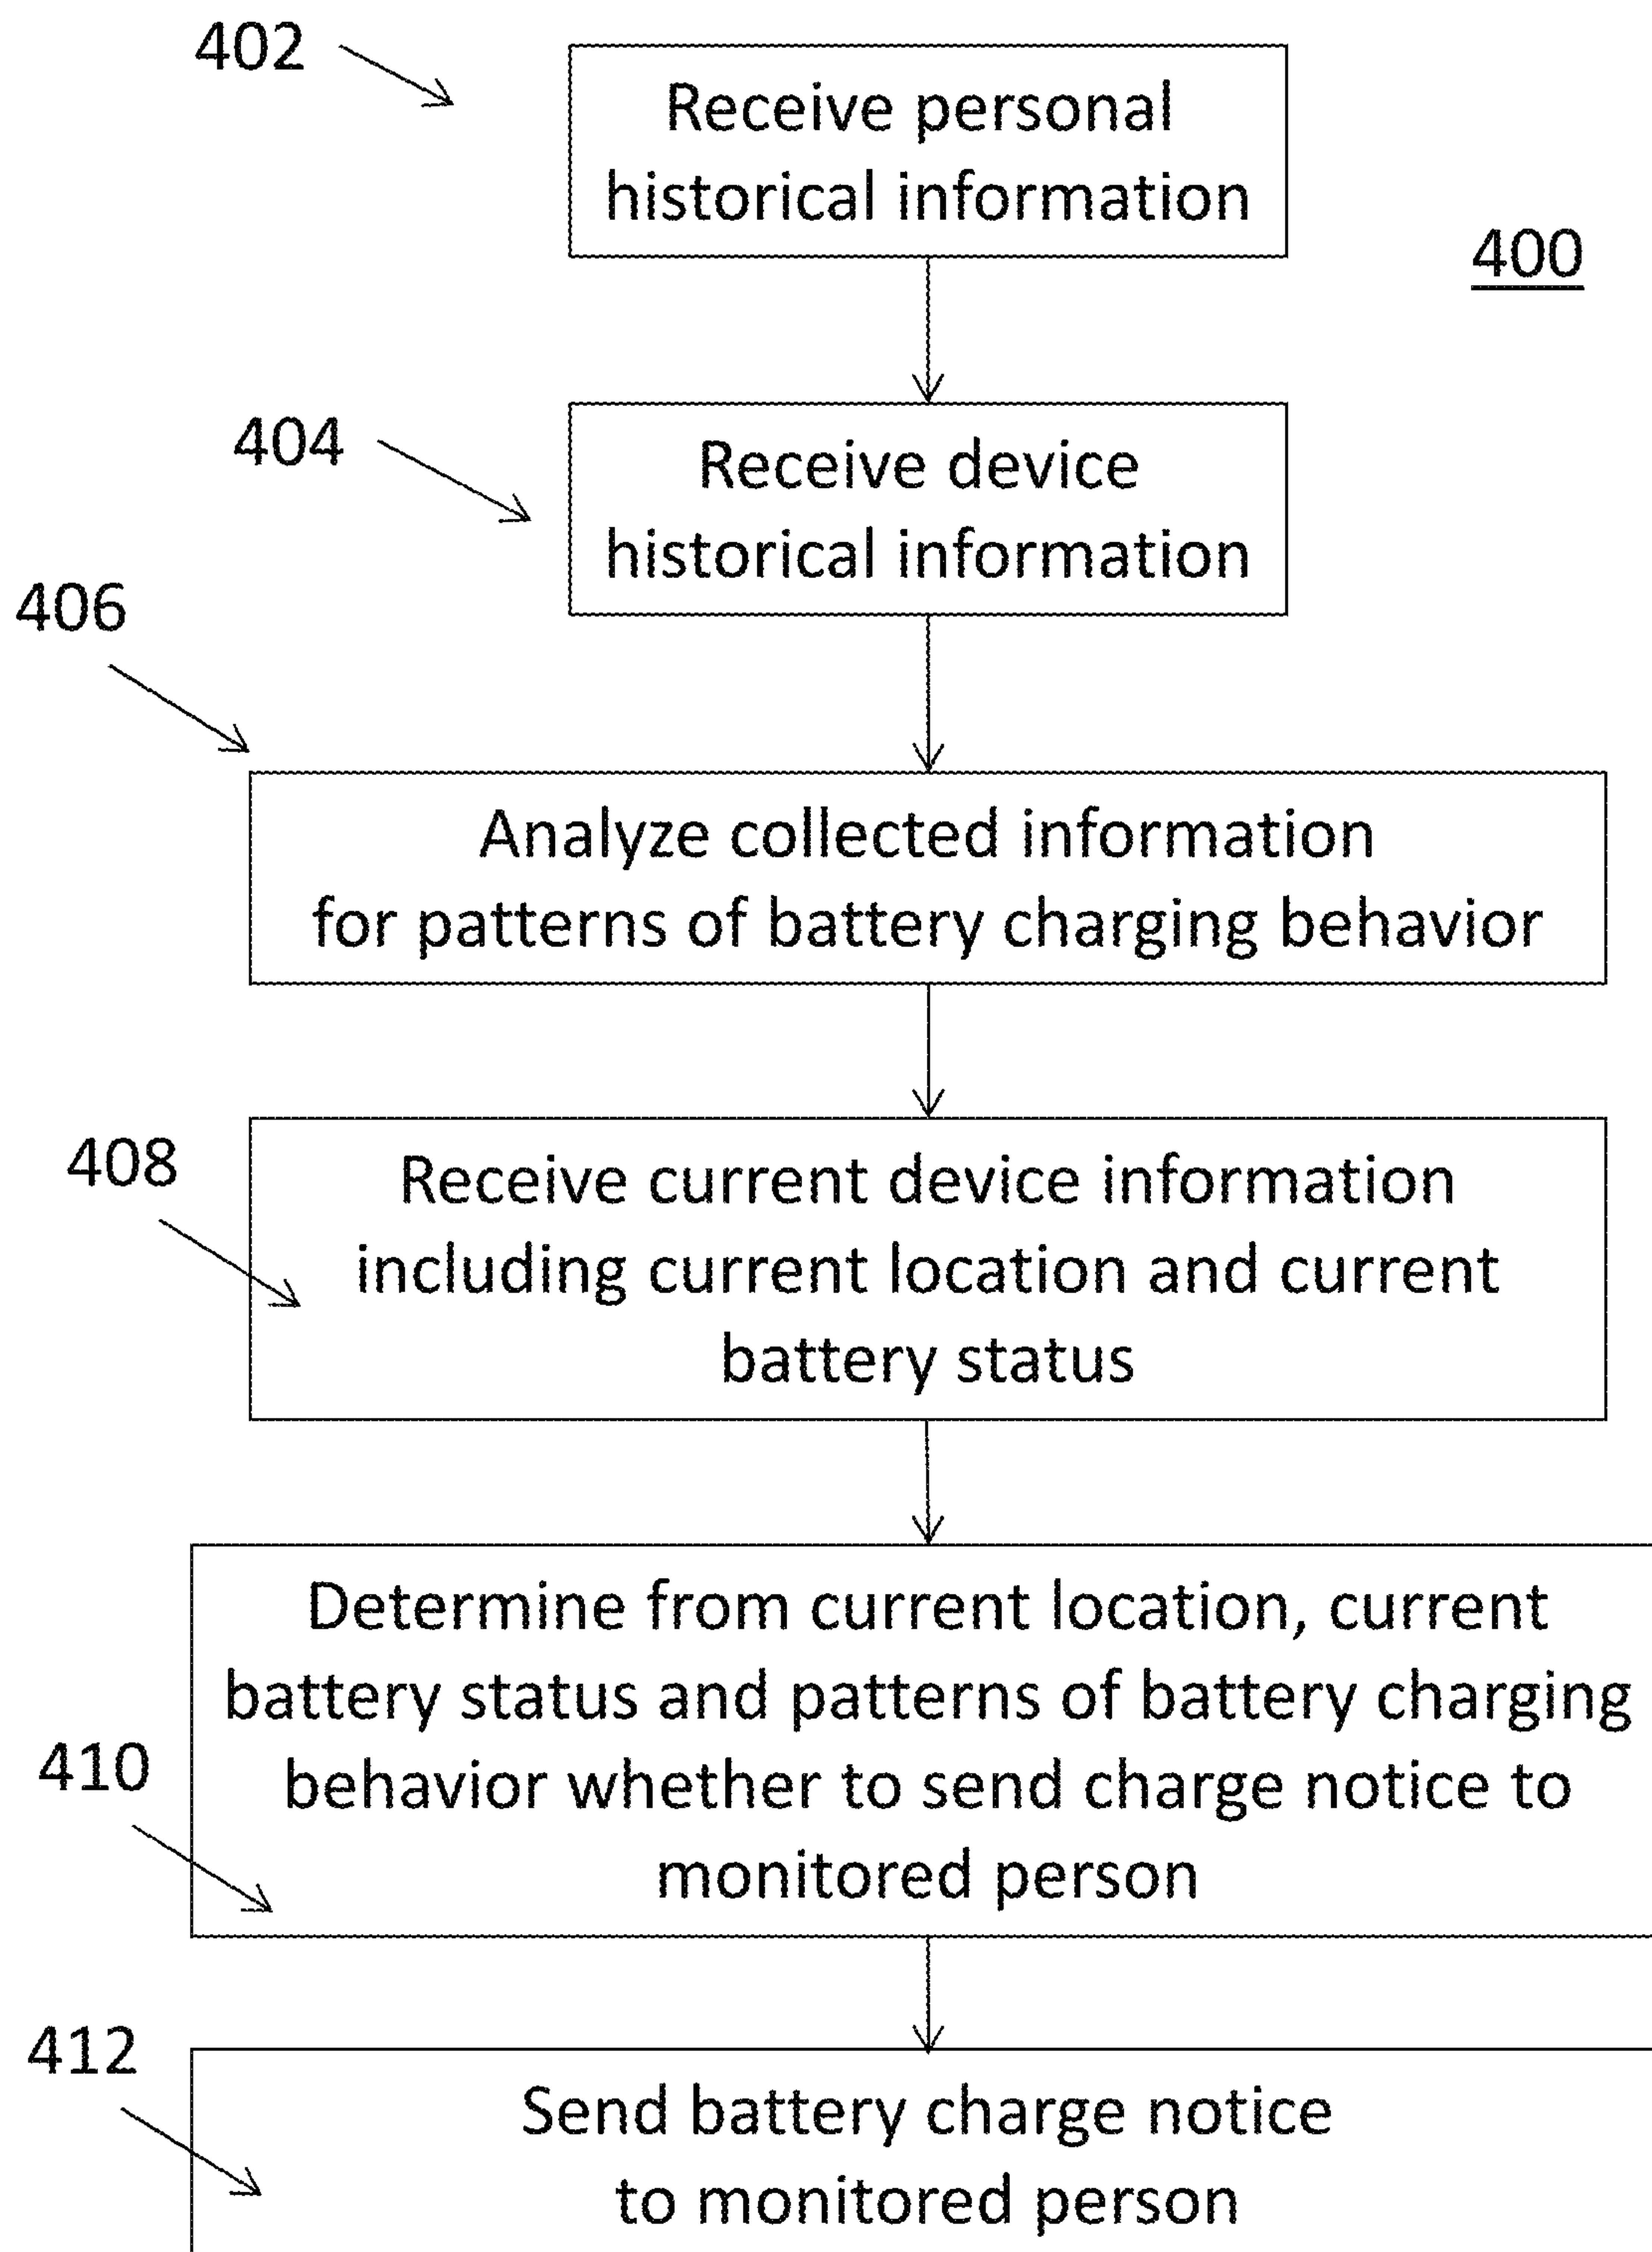 402
Receive personal
historical information
400
404
Receive device
historical information
406
Analyze collected information
for patterns of battery charging behavior
408
Receive current device information
including current location and current
battery status
Determine from current location, current
battery status and patterns of battery charging
410
behavior whether to send charge notice to
monitored person
412
Send battery charge notice
to monitored person